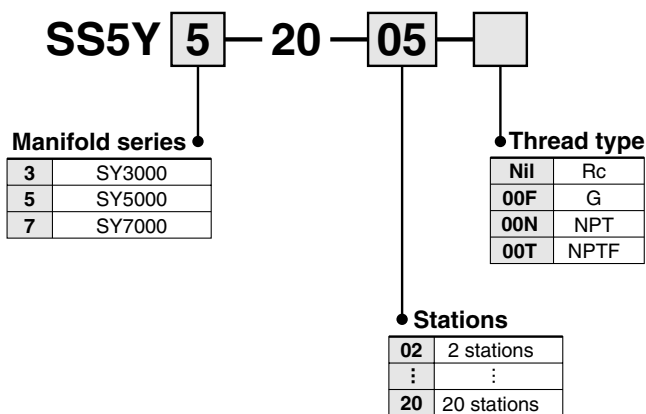 SS5Y 5 — 20 — 05 —
Manifold series
3 SY3000
5 SY5000
7 SY7000
Thread type
Nil Rc
00F G
00N NPT
00T NPTF
Stations
02 2 stations
⋮ ⋮
20 20 stations